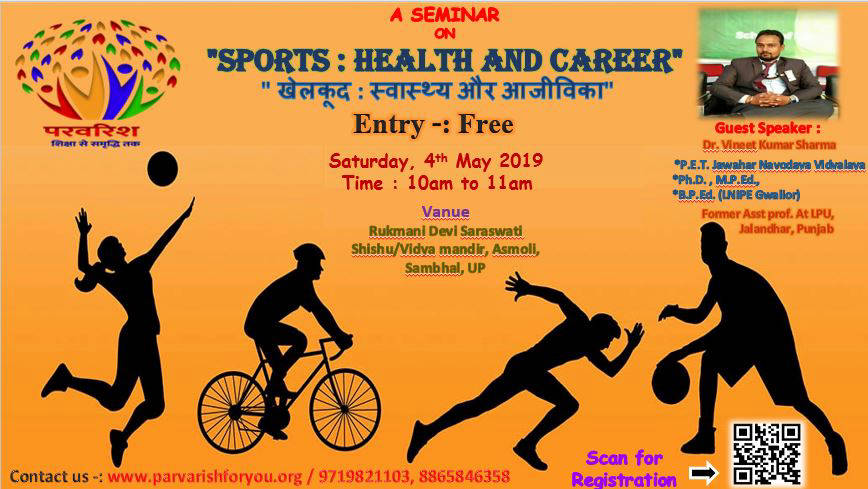 A SEMINAR
ON
"SPORTS : HEALTH AND CAREER"
" खेलकूद : स्वास्थ्य और आजीविका"
Entry -: Free
Saturday, 4th May 2019
Time : 10am to 11am
Vanue
Rukmani Devi Saraswati
Shishu/Vidya mandir, Asmoli,
Sambhal, UP
परवरिश
शिक्षा से समृद्धि तक
Guest Speaker :
Dr. Vineet Kumar Sharma
*P.E.T. Jawahar Navodaya Vidyalaya
*Ph.D. , M.P.Ed.,
*B.P.Ed. (LNIPE Gwalior)
Former Asst prof. At LPU,
Jalandhar, Punjab
Contact us -: www.parvarishforyou.org / 9719821103, 8865846358
Scan for
Registration